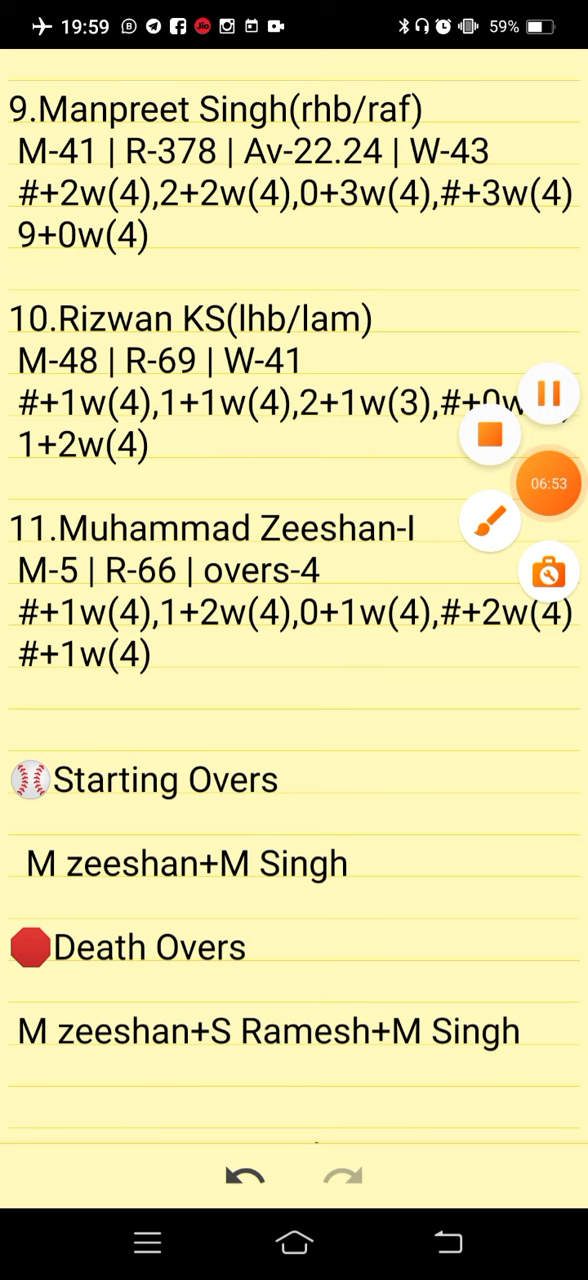 19:59
59%
9.Manpreet Singh(rhb/raf)
M-41 | R-378 | Av-22.24 | W-43
#+2w(4),2+2w(4),0+3w(4),#+3w(4)
9+0w(4)
10.Rizwan KS(lhb/lam)
M-48 | R-69 | W-41
#+1w(4),1+1w(4),2+1w(3),#+0w
1+2w(4)
06:53
11.Muhammad Zeeshan-I
M-5 | R-66 | overs-4
#+1w(4),1+2w(4),0+1w(4),#+2w(4)
#+1w(4)
Starting Overs
M zeeshan+M Singh
Death Overs
M zeeshan+S Ramesh+M Singh